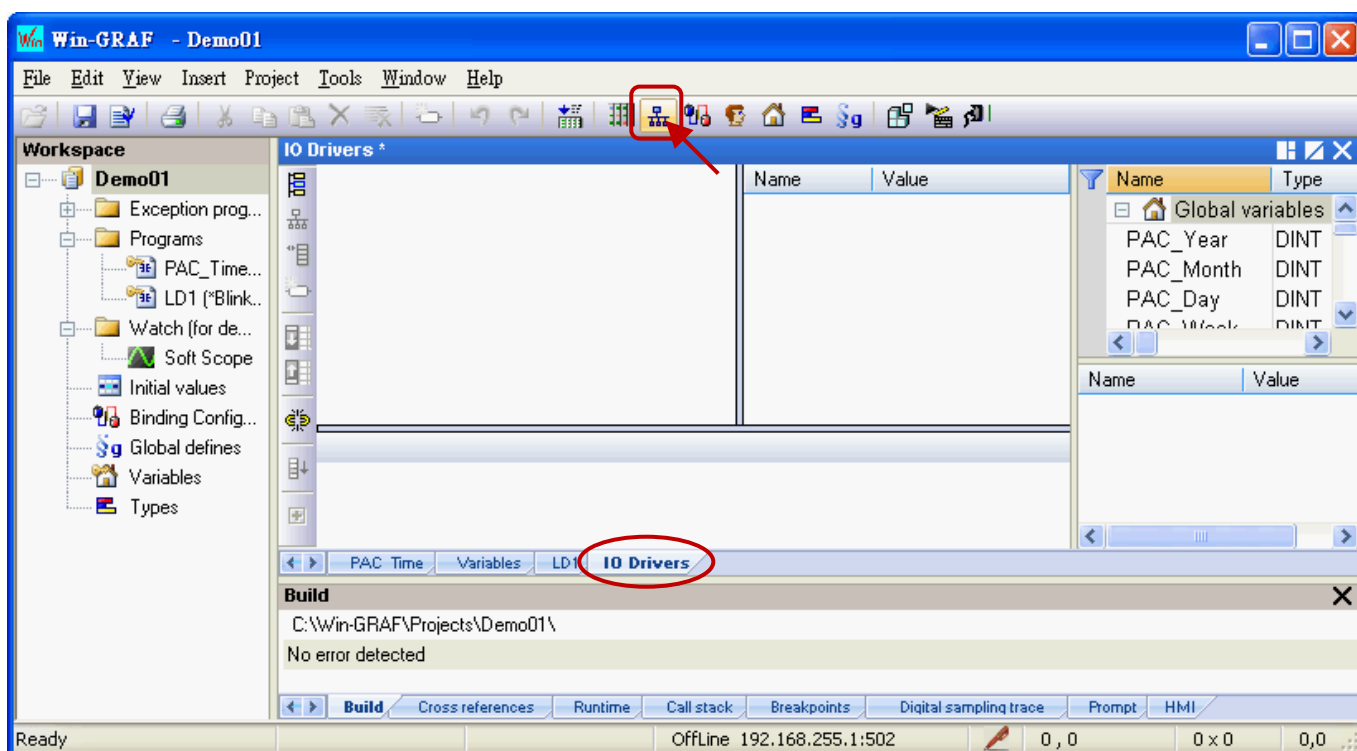 Win-GRAF - Demo01
File Edit View Insert Project Tools Window Help
Workspace
Demo01
Exception prog...
Programs
PAC_Time...
LD1 (*Blink..
Watch (for de...
Soft Scope
Initial values
Binding Config...
Global defines
Variables
Types
IO Drivers *
Name Value
Name Type
Global variables
PAC_Year DINT
PAC_Month DINT
PAC_Day DINT
PAC_Week DINT
Name Value
PAC_Time Variables LD1 IO Drivers
Build
C:\Win-GRAF\Projects\Demo01\
No error detected
Build Cross references Runtime Call stack Breakpoints Digital sampling trace Prompt HMI
Ready OffLine 192.168.255.1:502 0 , 0 0 x 0 0,0